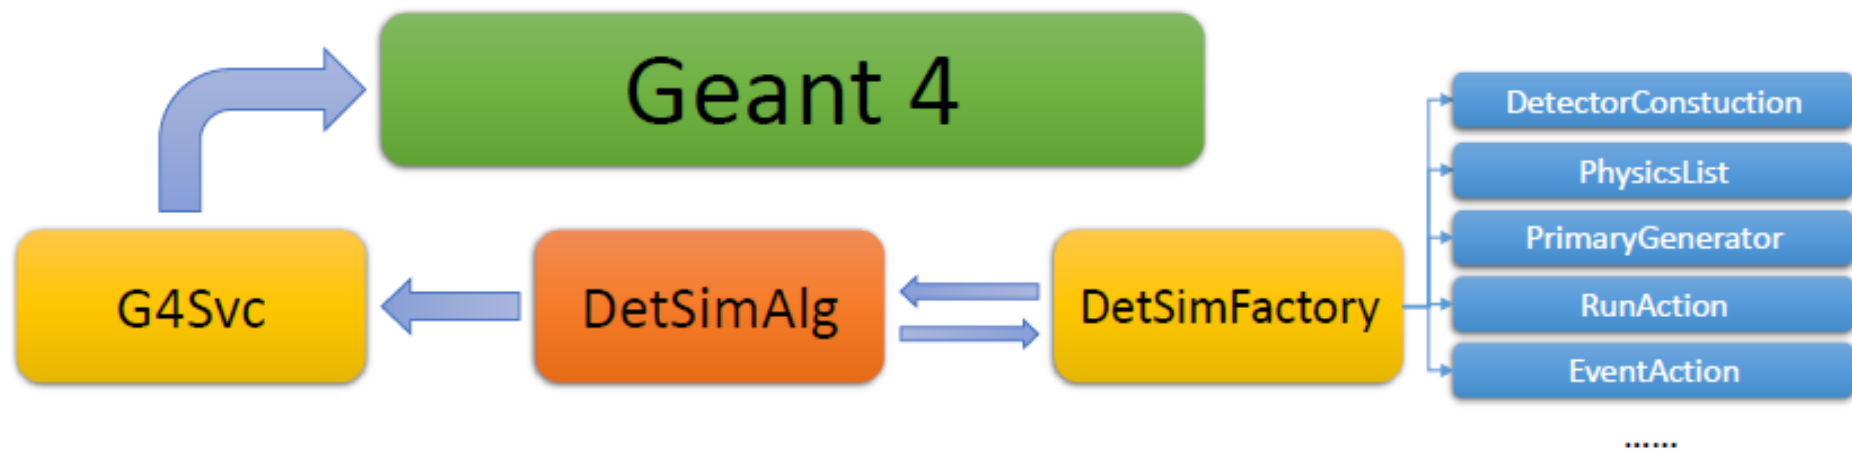 Geant 4
G4Svc
DetSimAlg
DetSimFactory
DetectorConstuction
PhysicsList
PrimaryGenerator
RunAction
EventAction
......